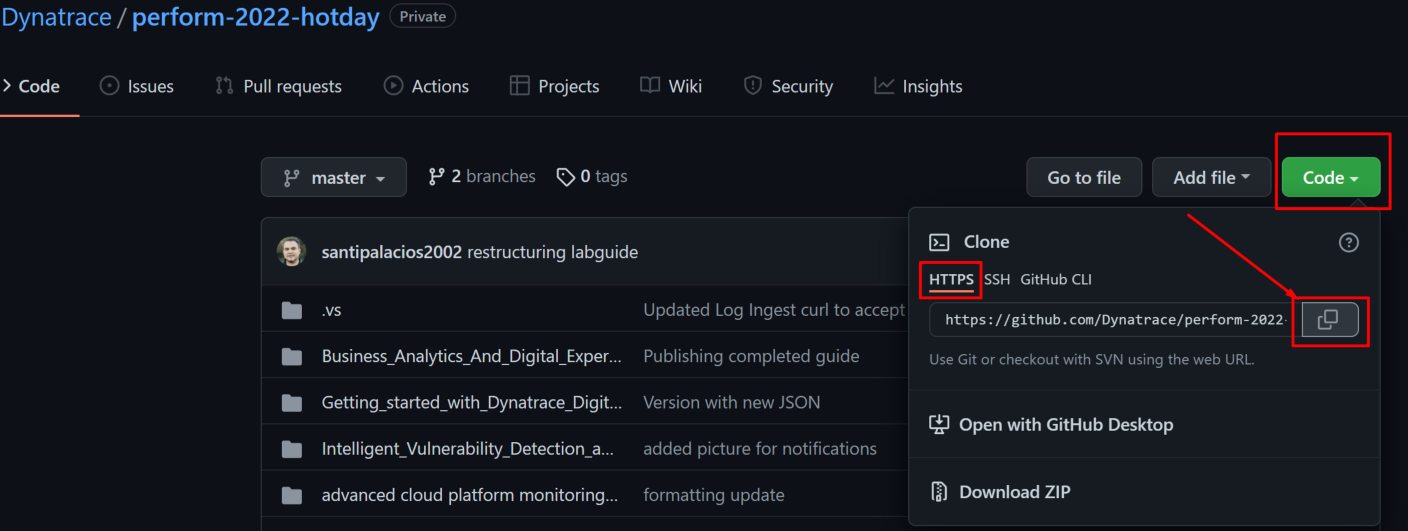 Dynatrace / perform-2022-hotday Private
Code Issues Pull requests Actions Projects Wiki Security Insights
master 2 branches 0 tags Go to file Add file Code
santipalacios2002 restructuring labguide
.vs Updated Log Ingest curl to accept
Business_Analytics_And_Digital_Exper... Publishing completed guide
Getting_started_with_Dynatrace_Digit... Version with new JSON
Intelligent_Vulnerability_Detection_a... added picture for notifications
advanced cloud platform monitoring... formatting update
Clone
HTTPS SSH GitHub CLI
https://github.com/Dynatrace/perform-2022-
Use Git or checkout with SVN using the web URL.
Open with GitHub Desktop
Download ZIP